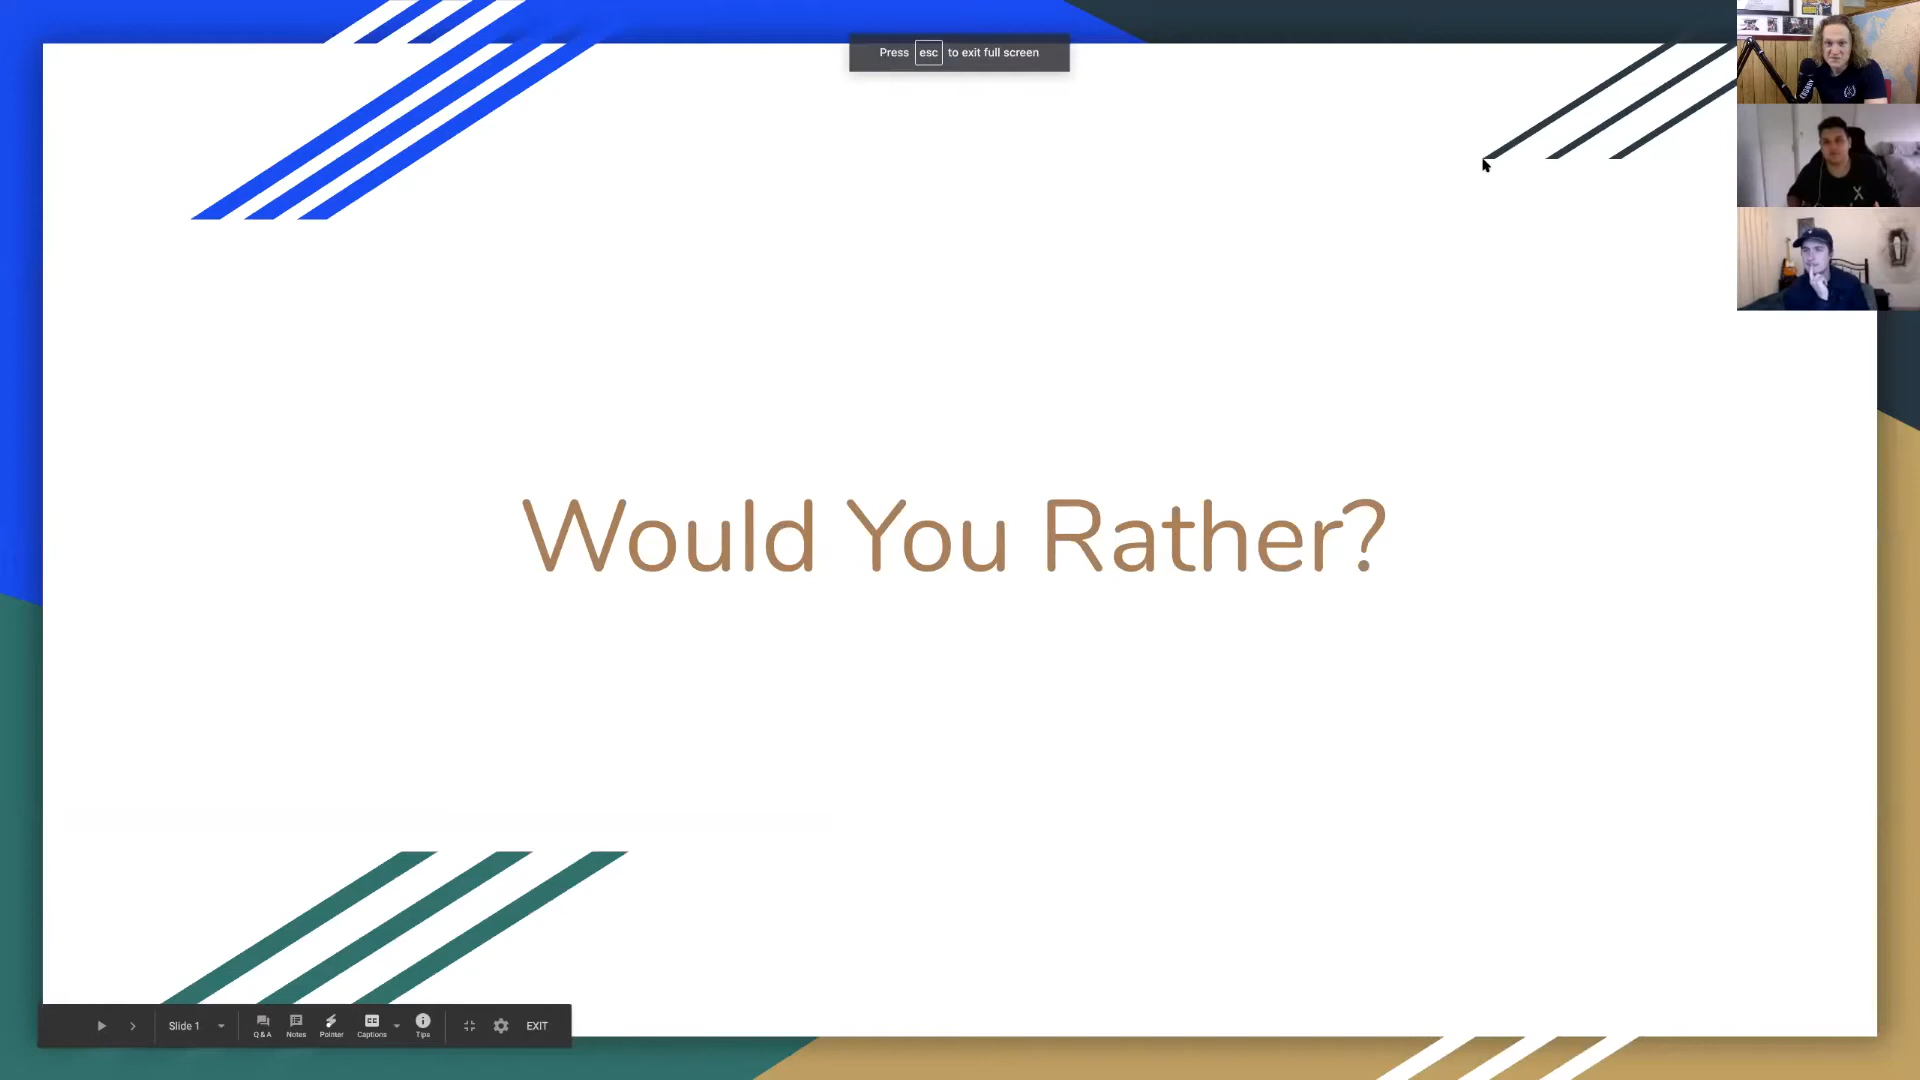 Press esc to exit full screen
Would You Rather?
Slide 1
Q & A
Notes
Pointer
Captions
Tips
EXIT